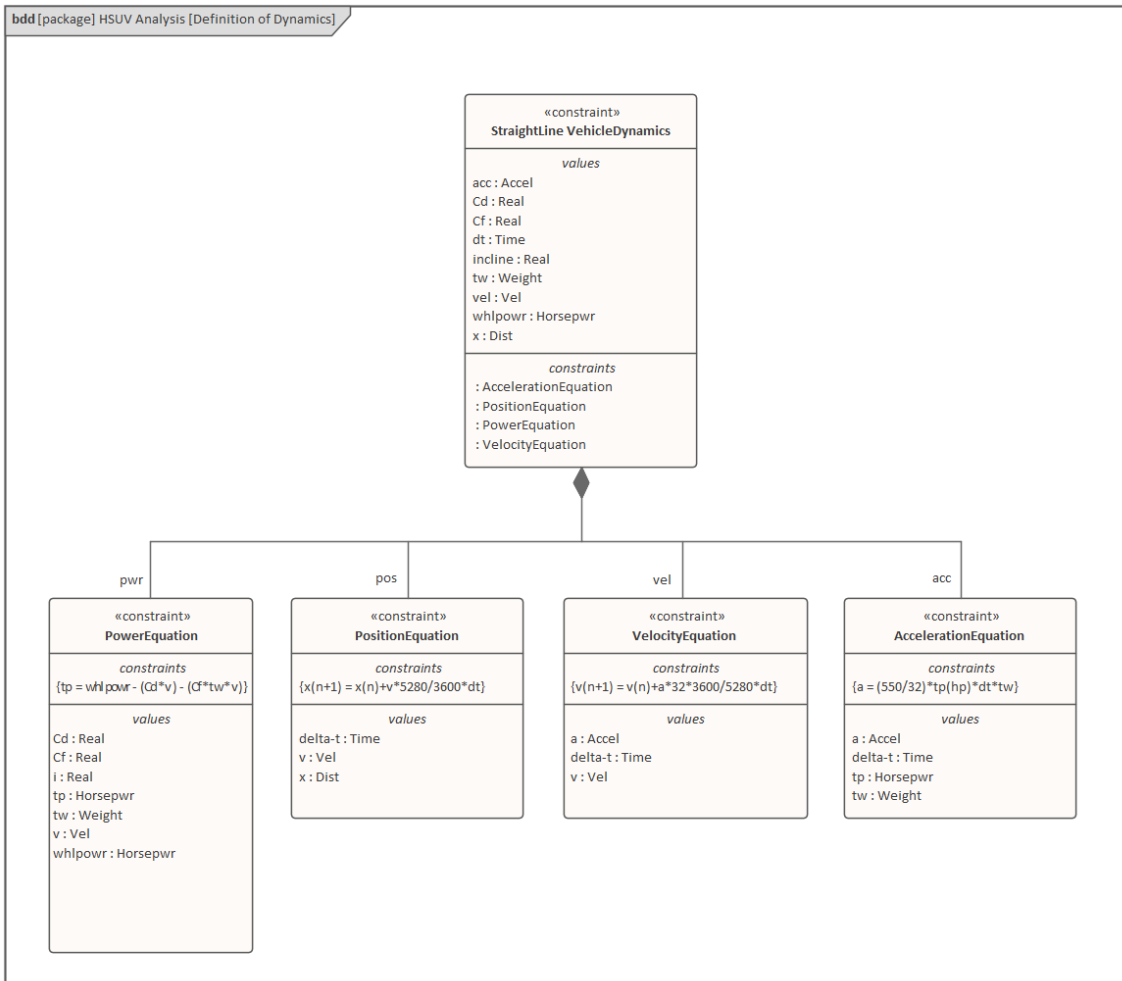 bdd [package] HSUV Analysis [Definition of Dynamics]
«constraint»
StraightLine VehicleDynamics
values
acc : Accel
Cd : Real
Cf : Real
dt : Time
incline : Real
tw : Weight
vel : Vel
whlpowr : Horsepwr
x : Dist
constraints
: AccelerationEquation
: PositionEquation
: PowerEquation
: VelocityEquation
pwr
«constraint»
PowerEquation
constraints
{tp = whlpowr - (Cd*v) - (Cf*tw*v)}
values
Cd : Real
Cf : Real
i : Real
tp : Horsepwr
tw : Weight
v : Vel
whlpowr : Horsepwr
pos
«constraint»
PositionEquation
constraints
{x(n+1) = x(n)+v*5280/3600*dt}
values
delta-t : Time
v : Vel
x : Dist
vel
«constraint»
VelocityEquation
constraints
{v(n+1) = v(n)+a*32*3600/5280*dt}
values
a : Accel
delta-t : Time
v : Vel
acc
«constraint»
AccelerationEquation
constraints
{a = (550/32)*tp(hp)*dt*tw}
values
a : Accel
delta-t : Time
tp : Horsepwr
tw : Weight